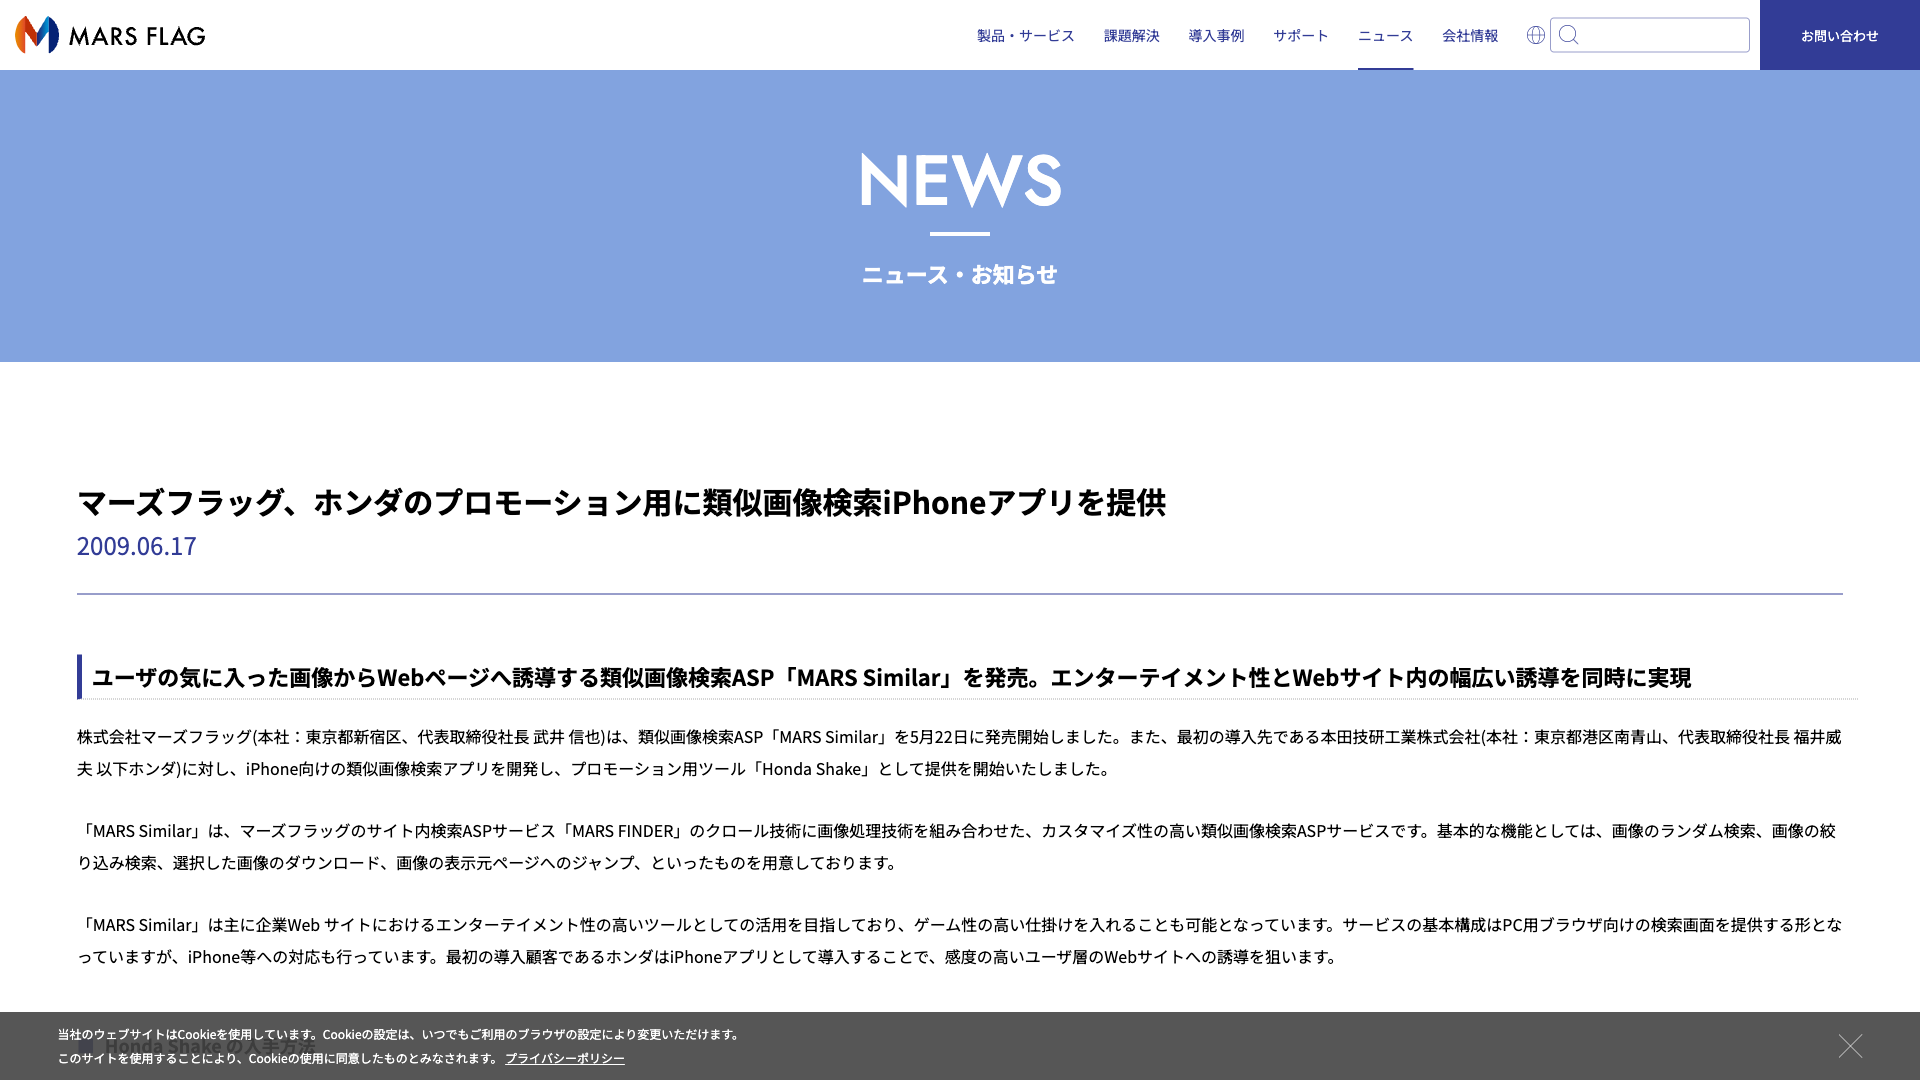 MARS FLAG
製品・サービス 課題解決 導入事例 サポート ニュース 会社情報 お問い合わせ
NEWS
ニュース・お知らせ
マーズフラッグ、ホンダのプロモーション用に類似画像検索iPhoneアプリを提供
2009.06.17
ユーザの気に入った画像からWebページへ誘導する類似画像検索ASP「MARS Similar」を発売。エンターテイメント性とWebサイト内の幅広い誘導を同時に実現
株式会社マーズフラッグ(本社：東京都新宿区、代表取締役社長 武井 信也)は、類似画像検索ASP「MARS Similar」を5月22日に発売開始しました。また、最初の導入先である本田技研工業株式会社(本社：東京都港区南青山、代表取締役社長 福井威
夫 以下ホンダ)に対し、iPhone向けの類似画像検索アプリを開発し、プロモーション用ツール「Honda Shake」として提供を開始いたしました。
「MARS Similar」は、マーズフラッグのサイト内検索ASPサービス「MARS FINDER」のクロール技術に画像処理技術を組み合わせた、カスタマイズ性の高い類似画像検索ASPサービスです。基本的な機能としては、画像のランダム検索、画像の絞
り込み検索、選択した画像のダウンロード、画像の表示元ページへのジャンプ、といったものを用意しております。
「MARS Similar」は主に企業Web サイトにおけるエンターテイメント性の高いツールとしての活用を目指しており、ゲーム性の高い仕掛けを入れることも可能となっています。サービスの基本構成はPC用ブラウザ向けの検索画面を提供する形とな
っていますが、iPhone等への対応も行っています。最初の導入顧客であるホンダはiPhoneアプリとして導入することで、感度の高いユーザ層のWebサイトへの誘導を狙います。
当社のウェブサイトはCookieを使用しています。Cookieの設定は、いつでもご利用のブラウザの設定により変更いただけます。
Honda Shake の入手方法
このサイトを使用することにより、Cookieの使用に同意したものとみなされます。 プライバシーポリシー